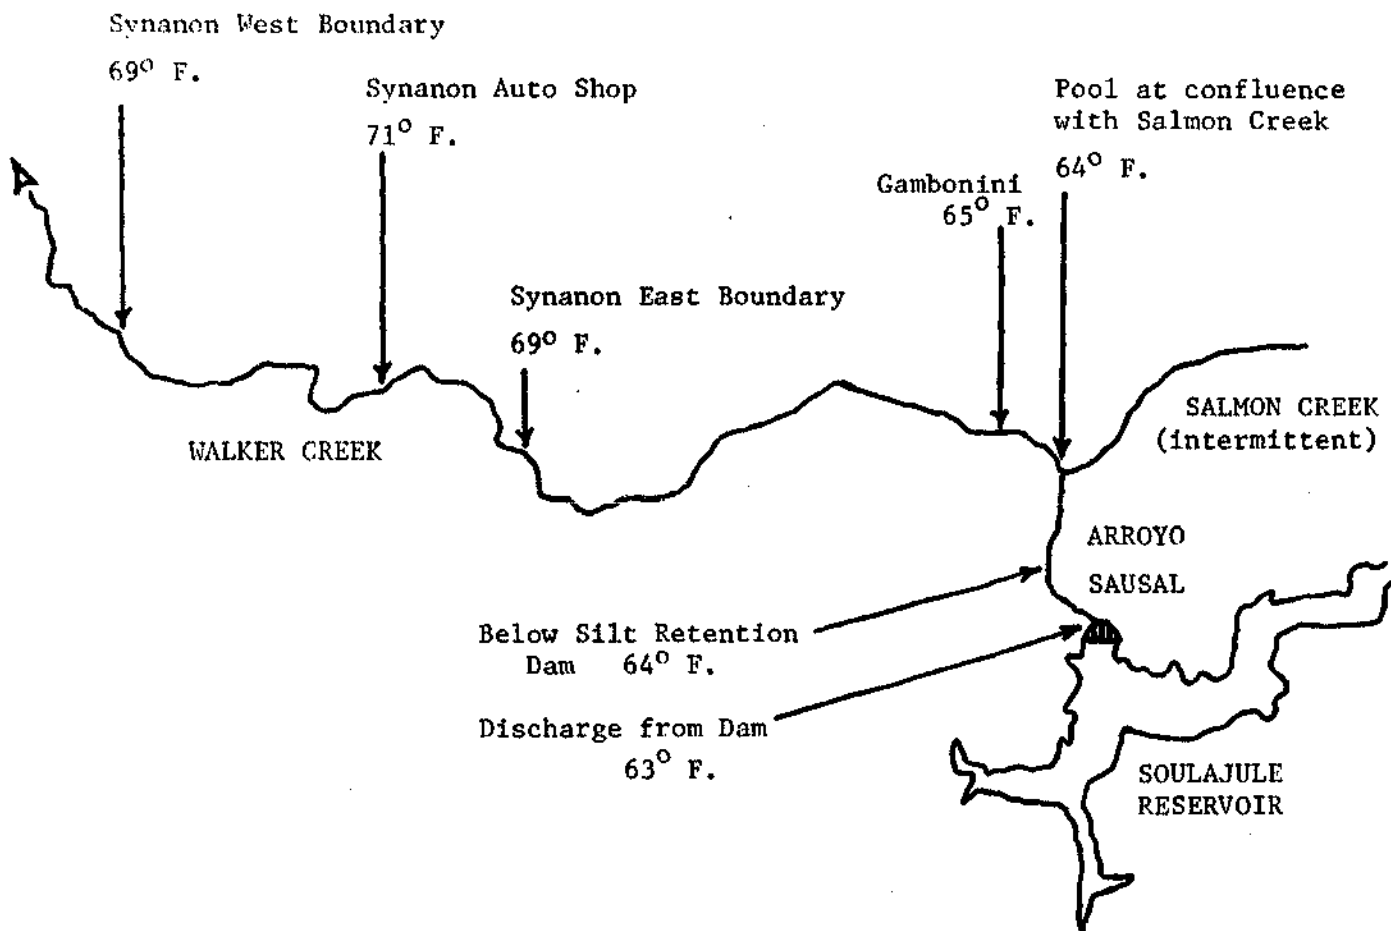 Synanon West Boundary
69° F.
Synanon Auto Shop
71° F.
Pool at confluence
with Salmon Creek
64° F.
Gambonini
65° F.
Synanon East Boundary
69° F.
SALMON CREEK
(intermittent)
WALKER CREEK
ARROYO
SAUSAL
Below Silt Retention
Dam 64° F.
Discharge from Dam
63° F.
SOULAJULE
RESERVOIR